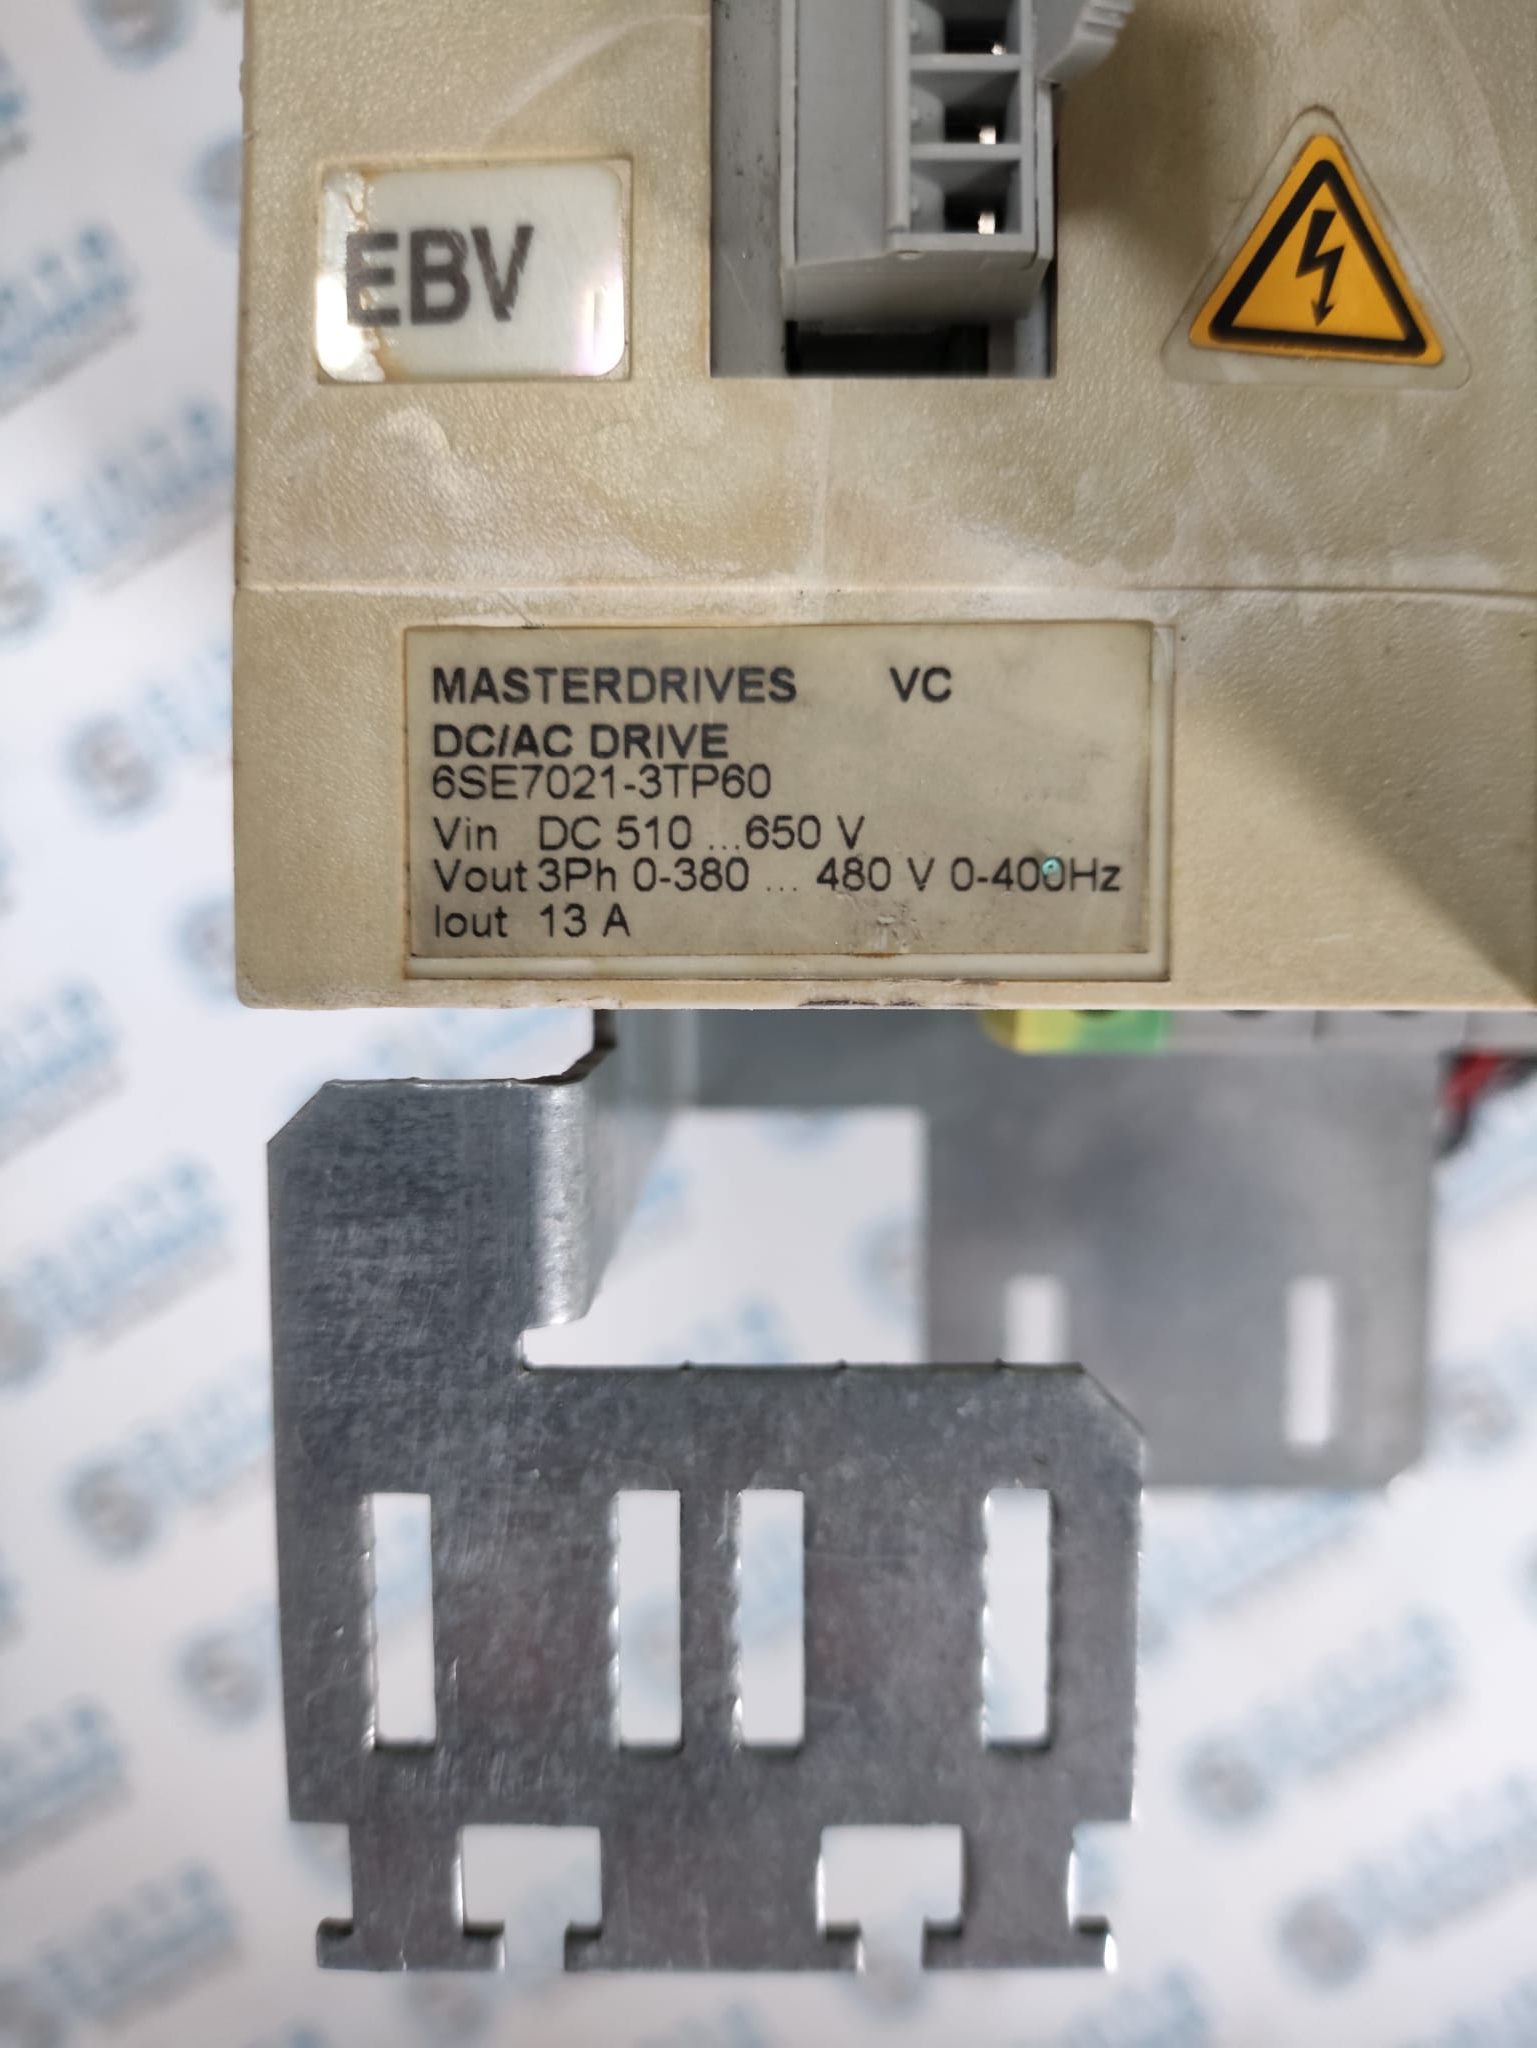 EBV
MASTERDRIVES VC
DC/AC DRIVE
6SE7021-3TP60
Vin DC 510 ...650 V
Vout 3Ph 0-380 ... 480 V 0-400Hz
Iout 13 A